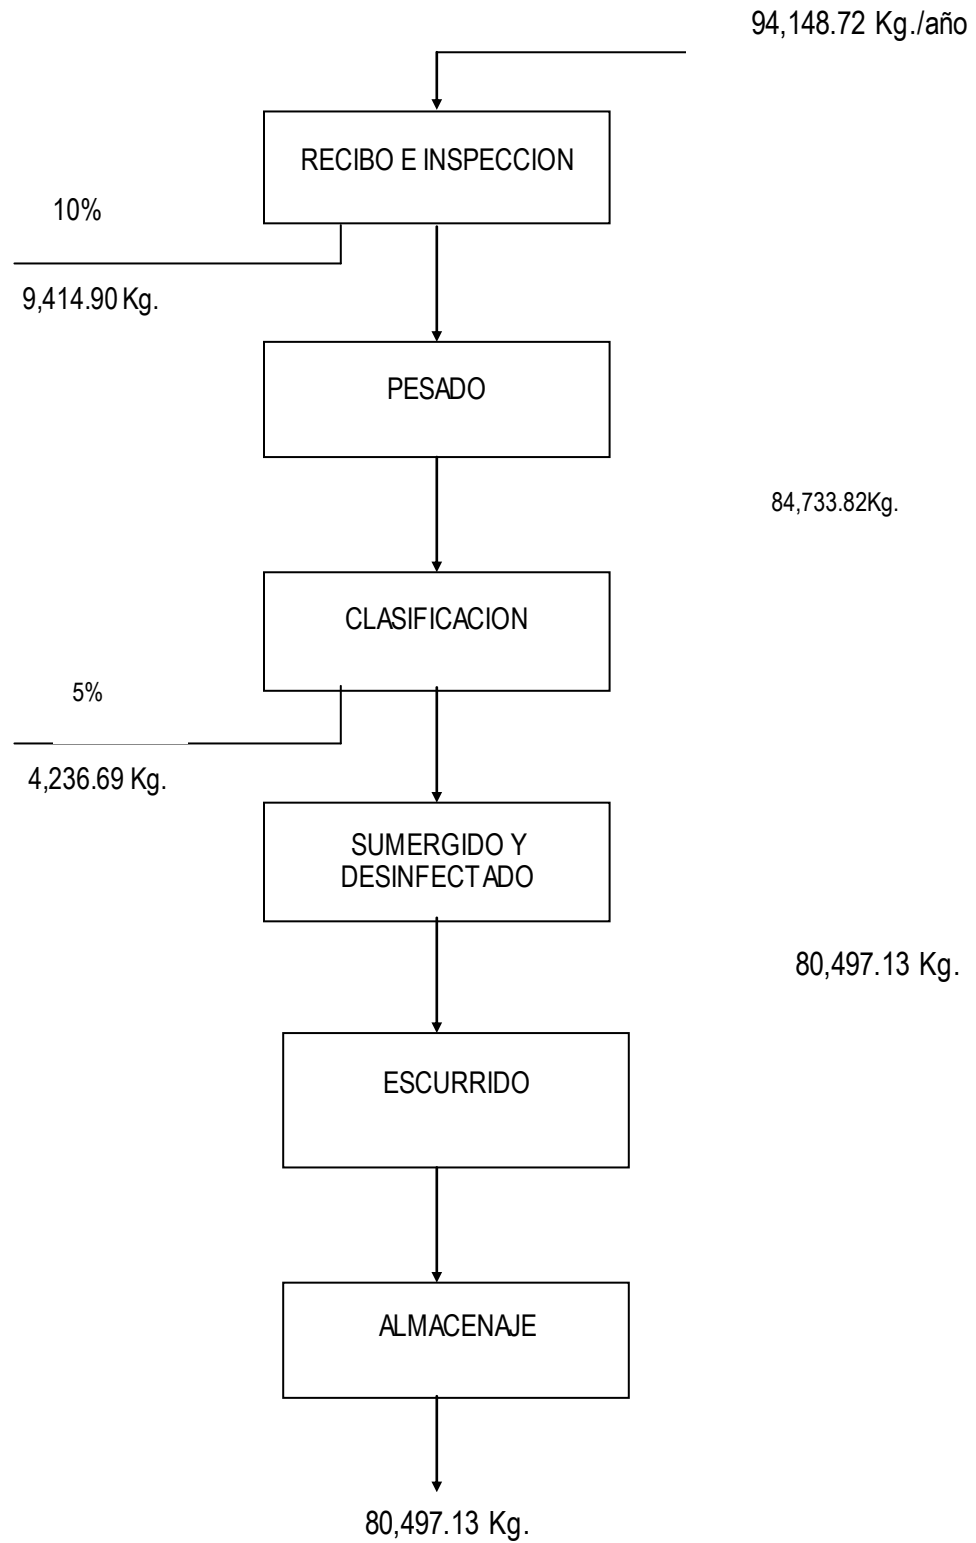 94,148.72 Kg./año
RECIBO E INSPECCION
10%
9,414.90 Kg.
PESADO
84,733.82Kg.
CLASIFICACION
5%
4,236.69 Kg.
SUMERGIDO Y
DESINFECTADO
80,497.13 Kg.
ESCURRIDO
ALMACENAJE
80,497.13 Kg.